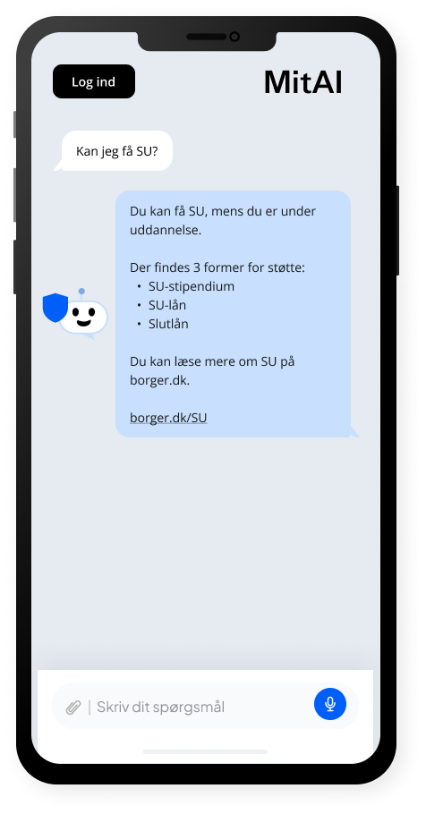 Log ind
MitAI
Kan jeg få SU?
Du kan få SU, mens du er under
uddannelse.
Der findes 3 former for støtte:
• SU-stipendium
• SU-lån
• Slutlån
Du kan læse mere om SU på
borger.dk.
borger.dk/SU
Skriv dit spørgsmål